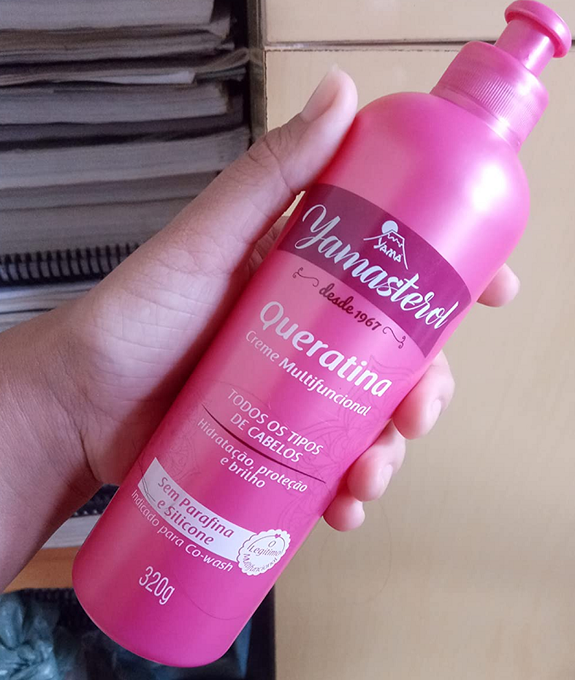 YAMA
Yamasterol
desde 1967
Queratina
Creme Multifuncional
TODOS OS TIPOS
DE CABELOS
Hidratação, proteção
e brilho
Sem Parafina
e Silicone
Indicado para Co-wash
O
Legítimo
320g